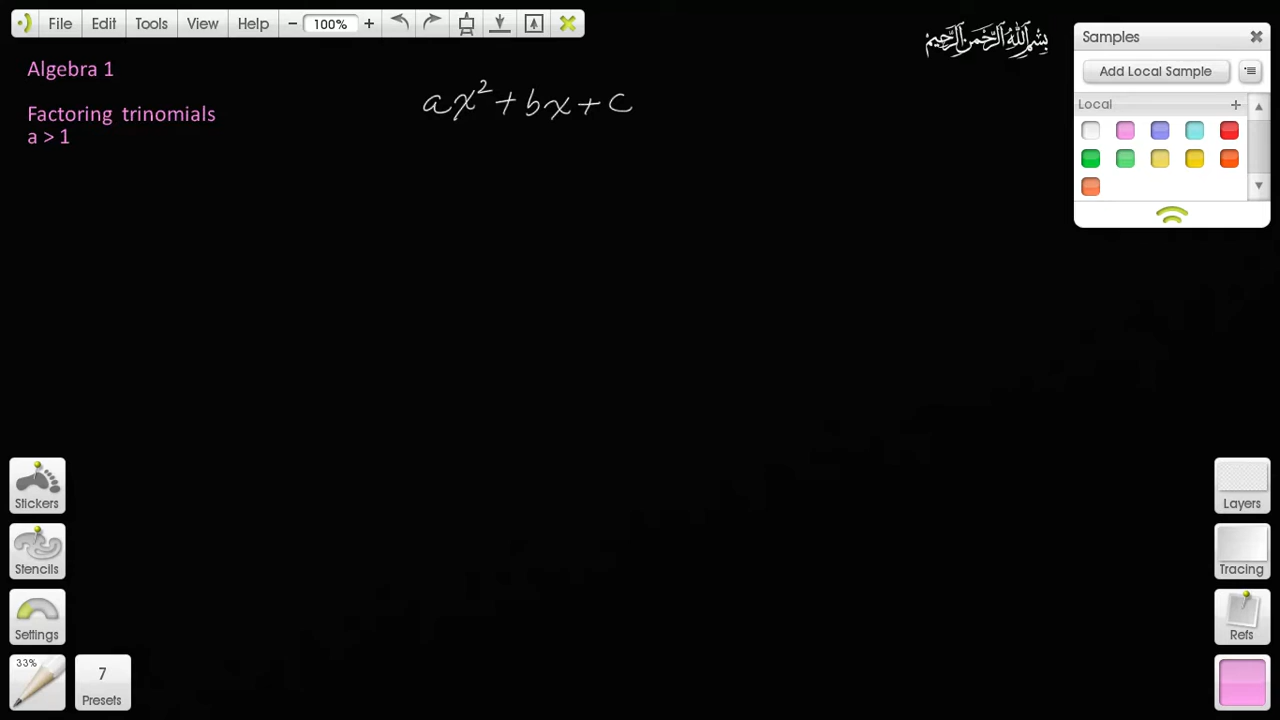 File Edit Tools View Help − 100% +
Algebra 1
Factoring trinomials
a > 1
ax² + bx + c
بسم الله الرحمن الرحيم
Samples
Add Local Sample
Local +
Stickers
Stencils
Settings
33%
7
Presets
Layers
Tracing
Refs